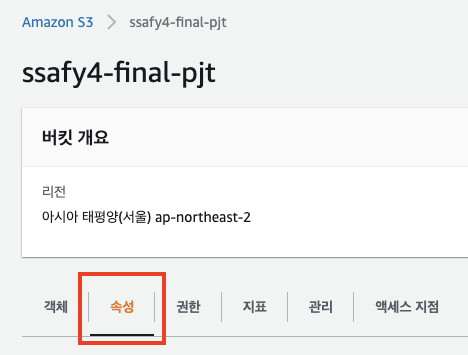 Amazon S3 > ssafy4-final-pjt
ssafy4-final-pjt
버킷 개요
리전
아시아 태평양(서울) ap-northeast-2
객체 속성 권한 지표 관리 액세스 지점